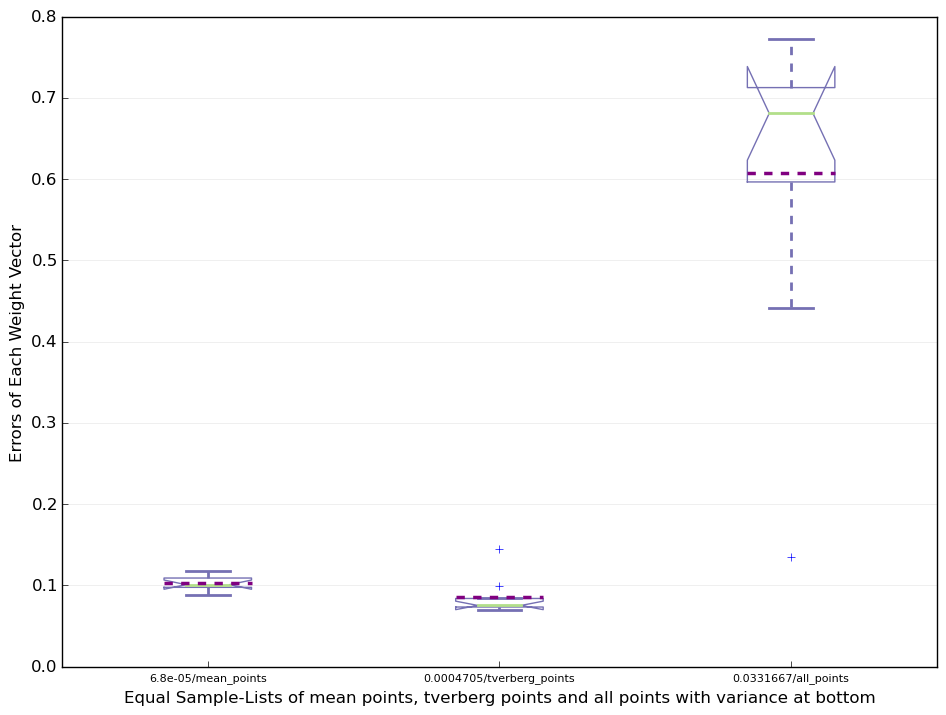 0.8
0.7
0.6
0.5
0.4
0.3
0.2
0.1
0.0
Errors of Each Weight Vector
6.8e-05/mean_points
0.0004705/tverberg_points
0.0331667/all_points
Equal Sample-Lists of mean points, tverberg points and all points with variance at bottom